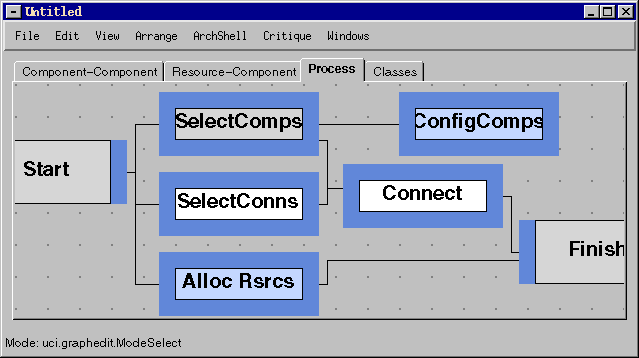 Untitled
File Edit View Arrange ArchShell Critique Windows
Component-Component Resource-Component Process Classes
SelectComps ConfigComps
Start
SelectConns Connect
Finish
Alloc Rsrcs
Mode: uci.graphedit.ModeSelect